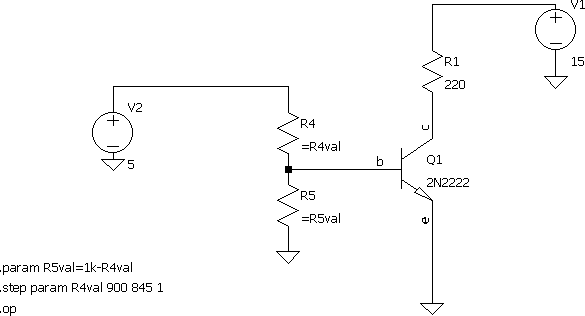 V1
15
R1
220
V2
5
R4
=R4val
c
b
Q1
2N2222
R5
=R5val
e
.param R5val=1k-R4val
.step param R4val 900 845 1
.op